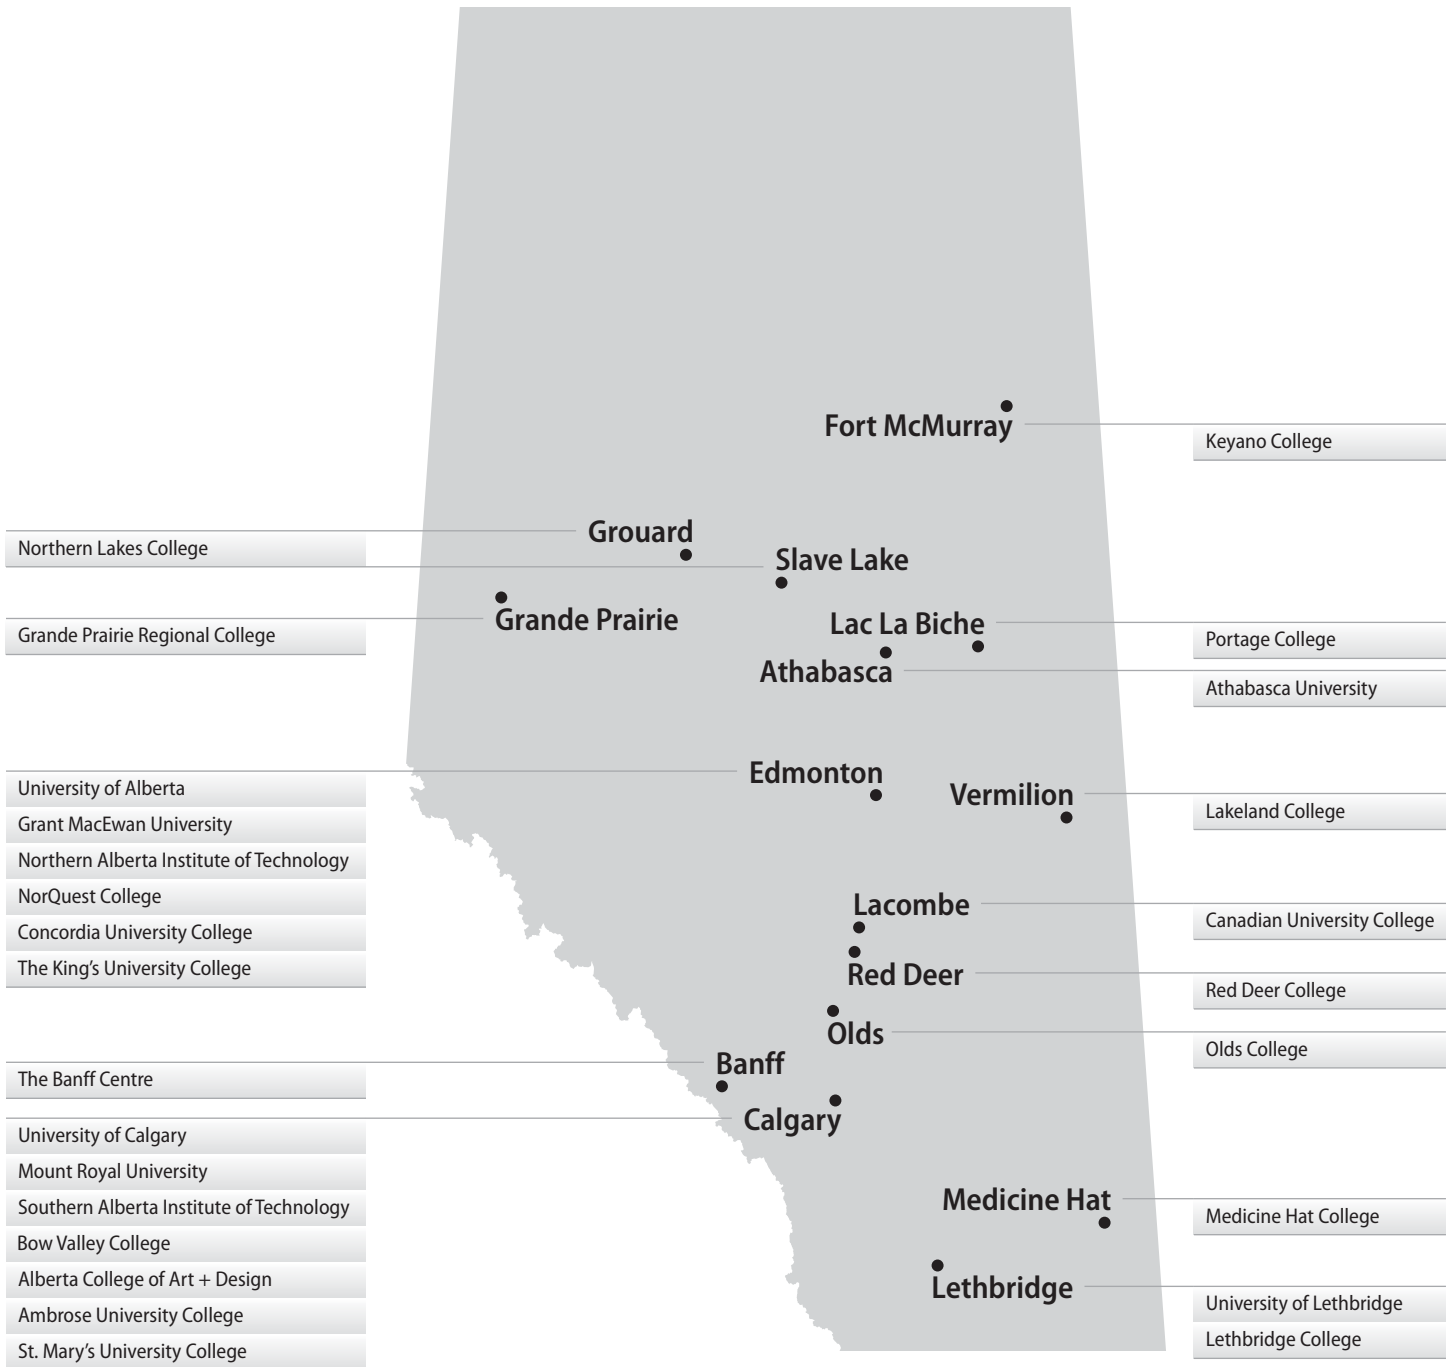 Fort McMurray
Keyano College
Grouard
Northern Lakes College
Slave Lake
Grande Prairie
Grande Prairie Regional College
Lac La Biche
Portage College
Athabasca
Athabasca University
Edmonton
University of Alberta
Grant MacEwan University
Northern Alberta Institute of Technology
NorQuest College
Concordia University College
The King's University College
Vermilion
Lakeland College
Lacombe
Canadian University College
Red Deer
Red Deer College
Olds
Olds College
Banff
The Banff Centre
Calgary
University of Calgary
Mount Royal University
Southern Alberta Institute of Technology
Bow Valley College
Alberta College of Art + Design
Ambrose University College
St. Mary's University College
Medicine Hat
Medicine Hat College
Lethbridge
University of Lethbridge
Lethbridge College